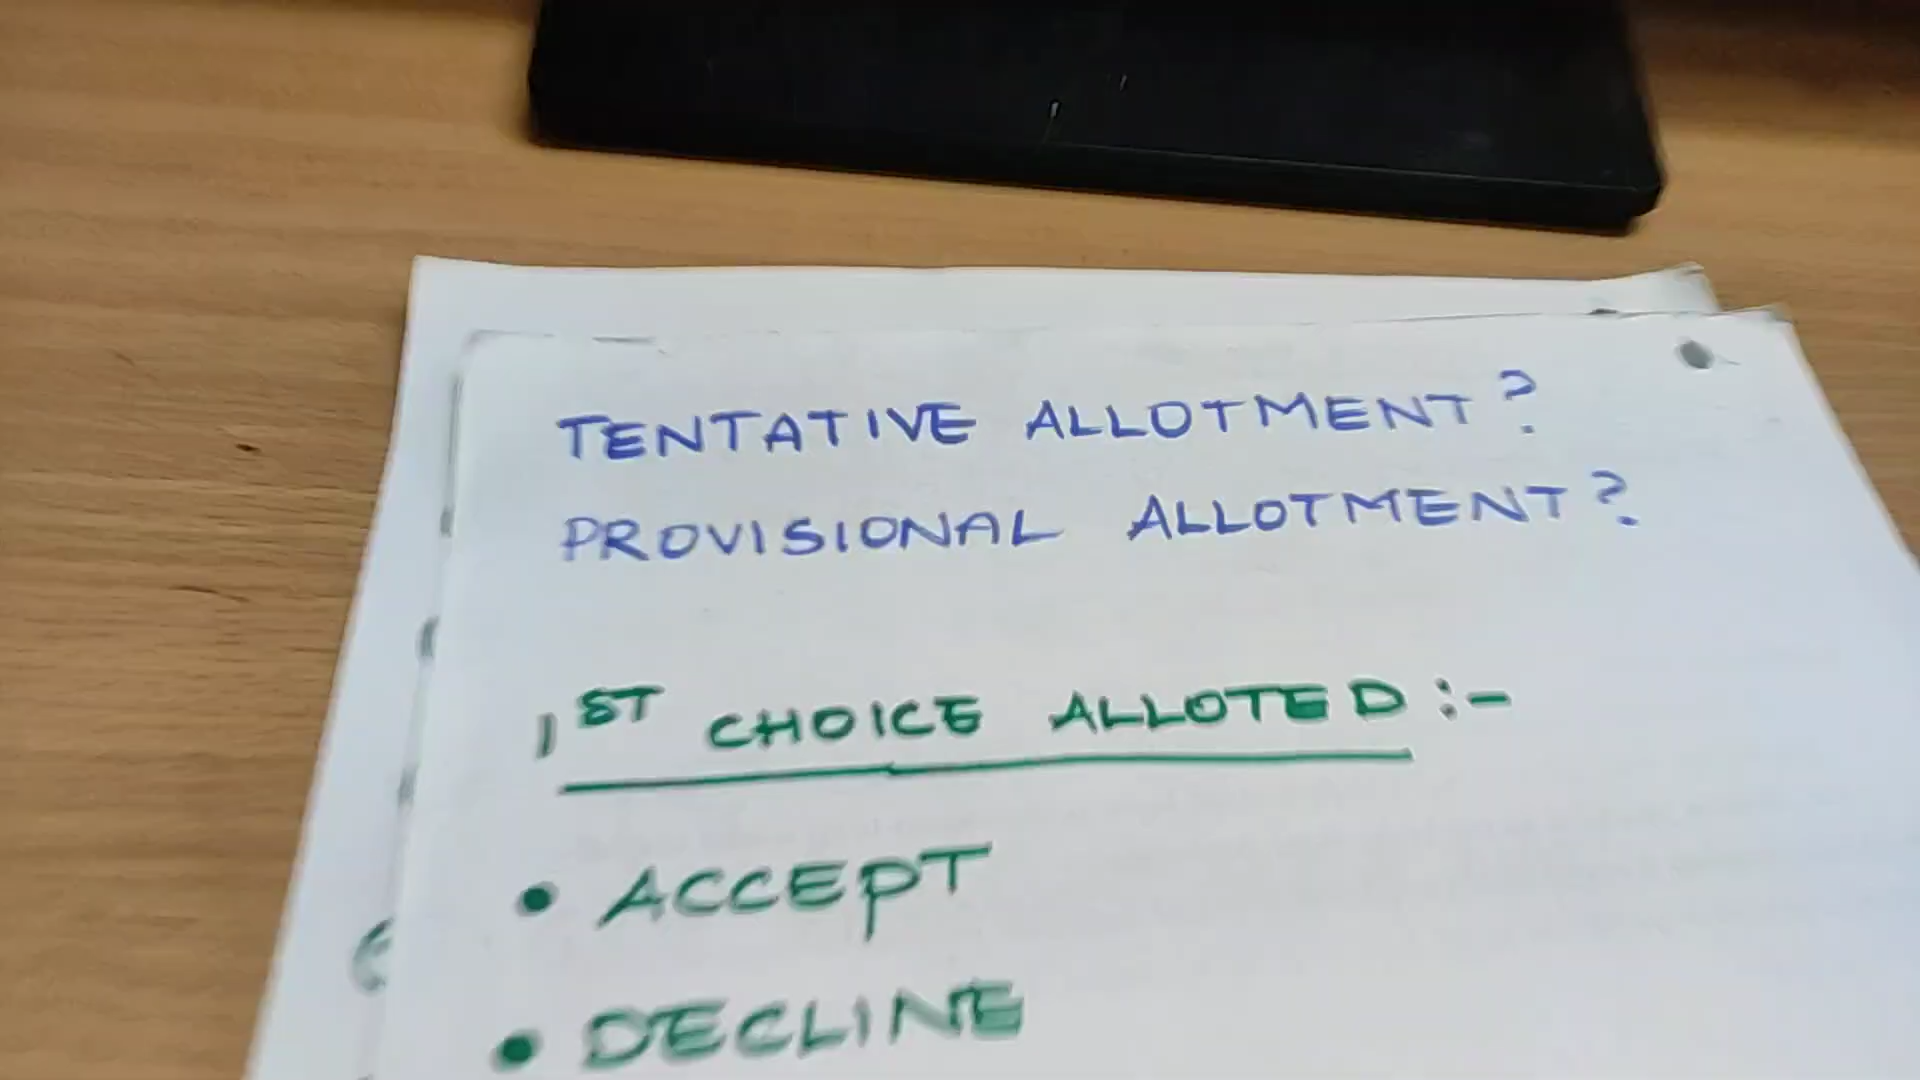 TENTATIVE ALLOTMENT?
PROVISIONAL ALLOTMENT?
1ST CHOICE ALLOTED :-
• ACCEPT
• DECLINE